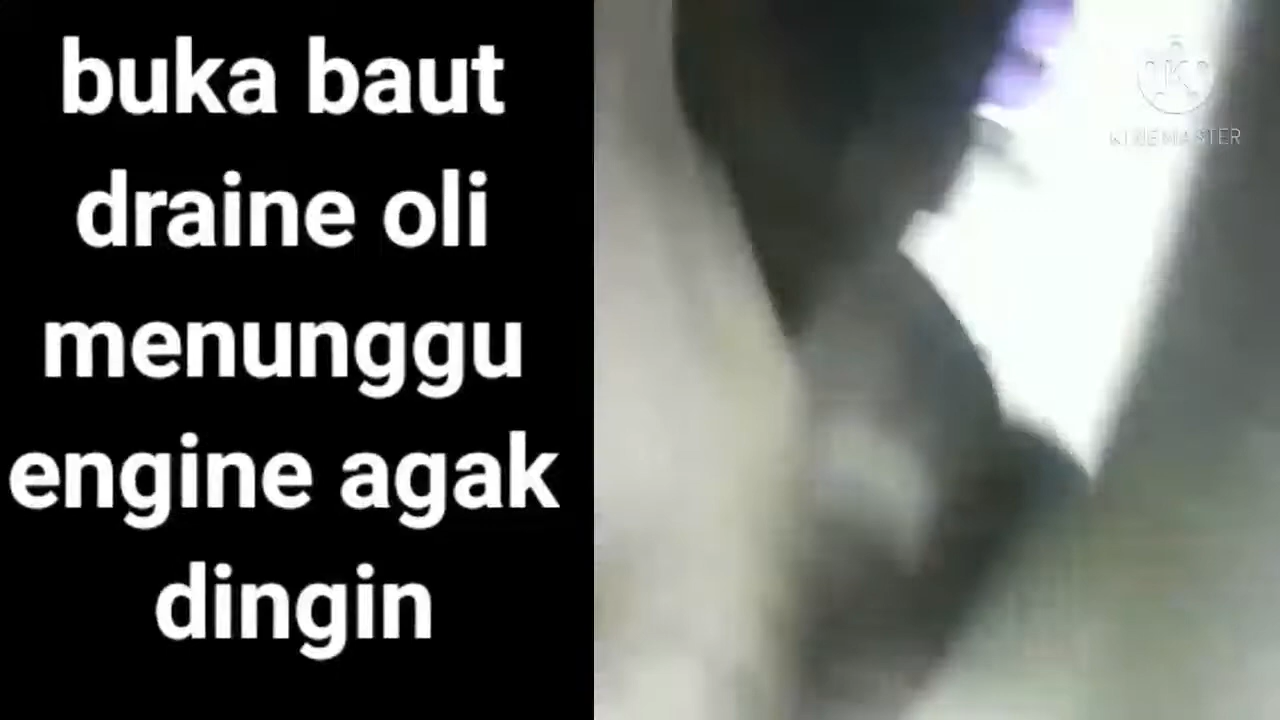 buka baut
draine oli
menunggu
engine agak
dingin
KINEMASTER